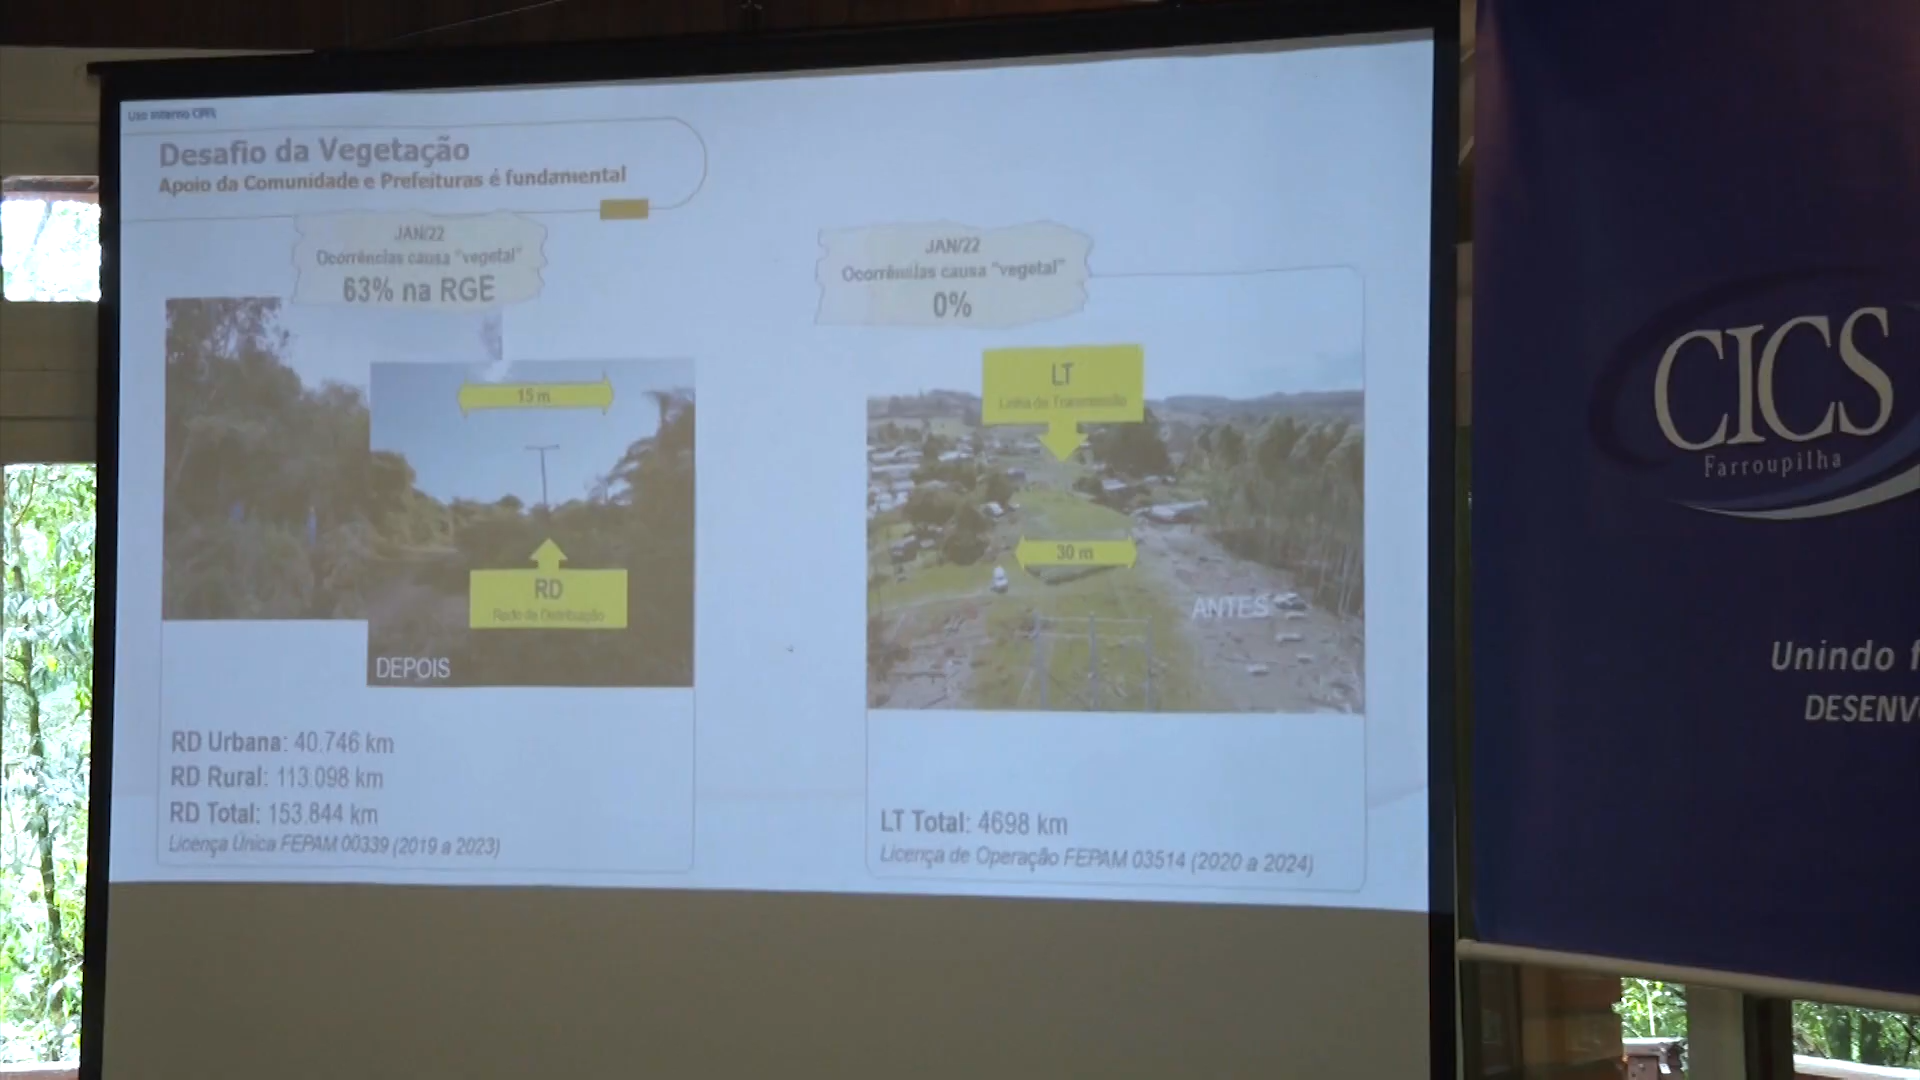 Uso Interno CPFL
Desafio da Vegetação
Apoio da Comunidade e Prefeituras é fundamental
JAN/22
Ocorrências causa "vegetal"
63% na RGE
15 m
RD
Rede de Distribuição
DEPOIS
RD Urbana: 40.746 km
RD Rural: 113.098 km
RD Total: 153.844 km
Licença Única FEPAM 00339 (2019 a 2023)
JAN/22
Ocorrências causa "vegetal"
0%
LT
Linha de Transmissão
30 m
ANTES
LT Total: 4698 km
Licença de Operação FEPAM 03514 (2020 a 2024)
CICS
Farroupilha
Unindo f
DESENV